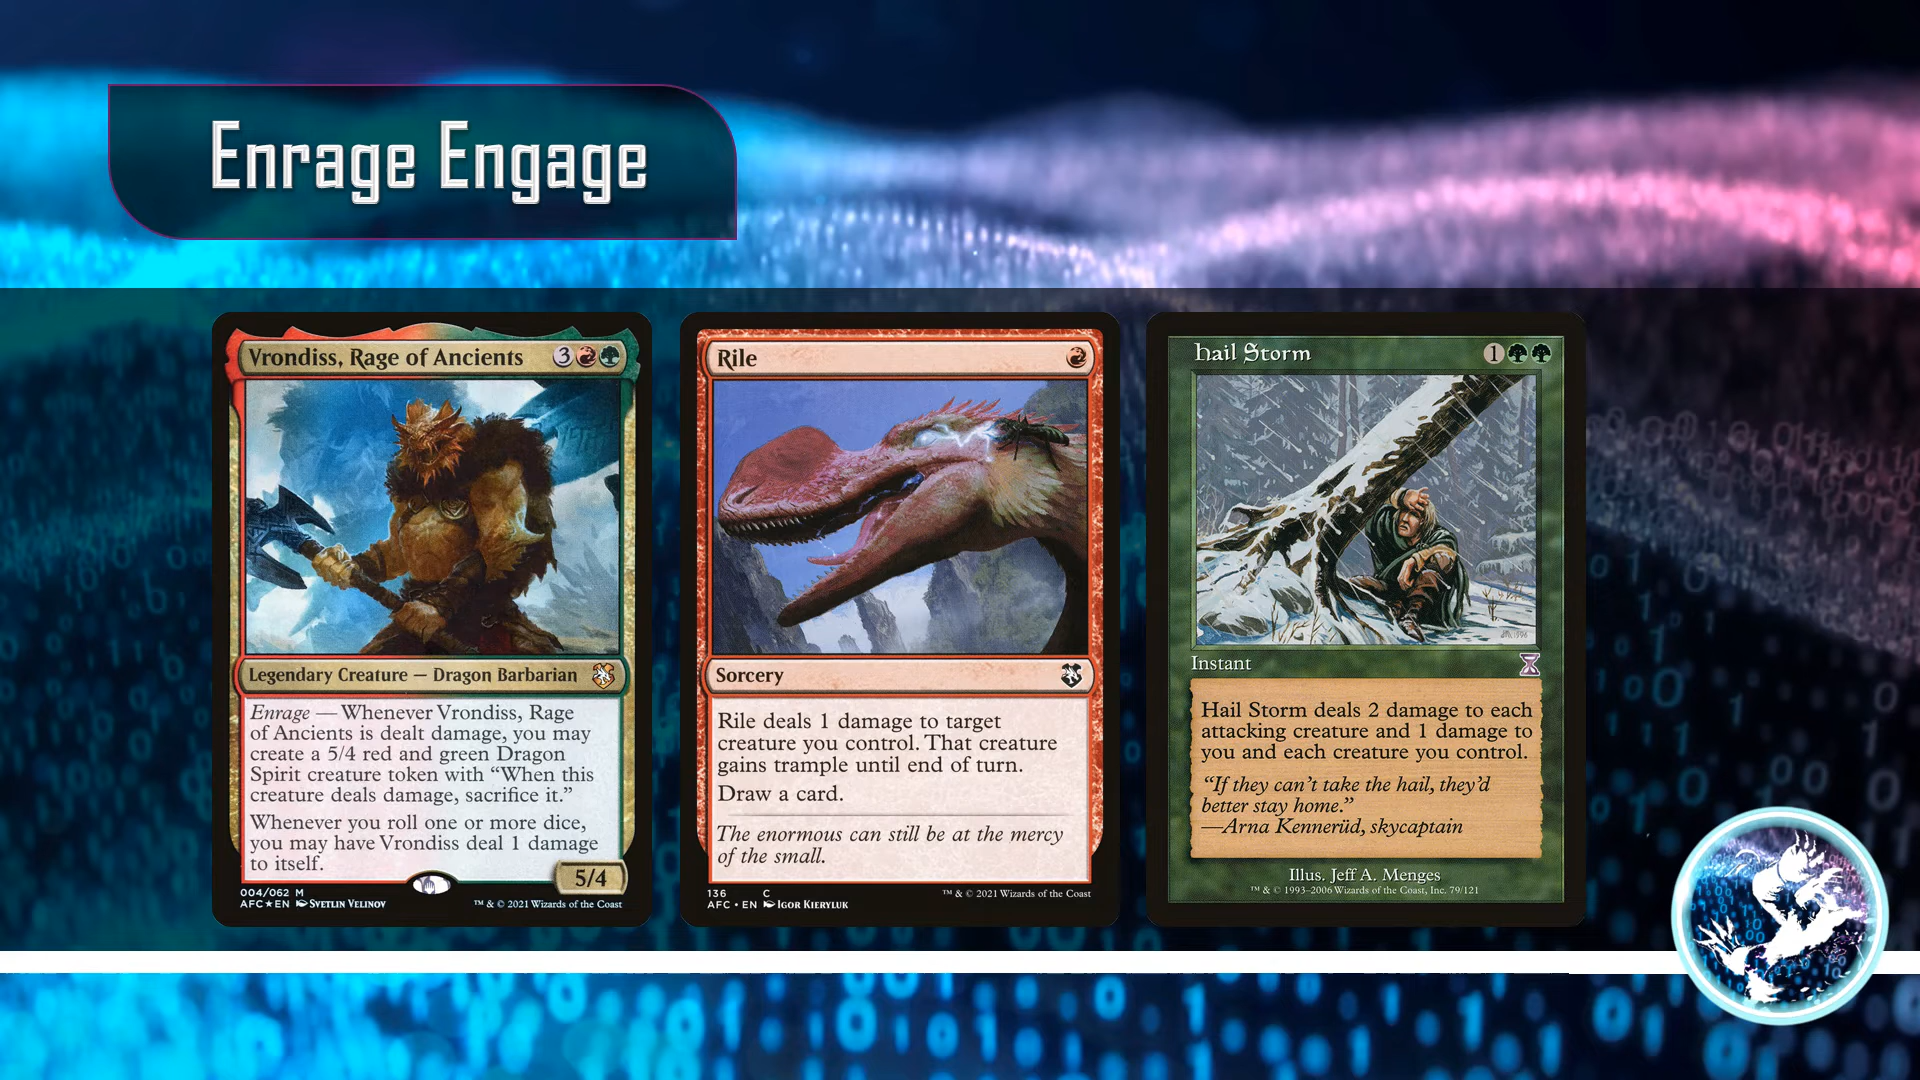 Enrage Engage
Vrondiss, Rage of Ancients 3
Legendary Creature — Dragon Barbarian
Enrage — Whenever Vrondiss, Rage
of Ancients is dealt damage, you may
create a 5/4 red and green Dragon
Spirit creature token with “When this
creature deals damage, sacrifice it.”
Whenever you roll one or more dice,
you may have Vrondiss deal 1 damage
to itself.
5/4
004/062 M
AFC★EN SVETLIN VELINOV
™ & © 2021 Wizards of the Coast
Rile
Sorcery
Rile deals 1 damage to target
creature you control. That creature
gains trample until end of turn.
Draw a card.
The enormous can still be at the mercy
of the small.
136 C
AFC • EN IGOR KIERYLUK
™ & © 2021 Wizards of the Coast
Hail Storm 1
Instant
Hail Storm deals 2 damage to each
attacking creature and 1 damage to
you and each creature you control.
“If they can’t take the hail, they’d
better stay home.”
—Arna Kennerüd, skycaptain
Illus. Jeff A. Menges
™ & © 1993–2006 Wizards of the Coast, Inc. 79/121